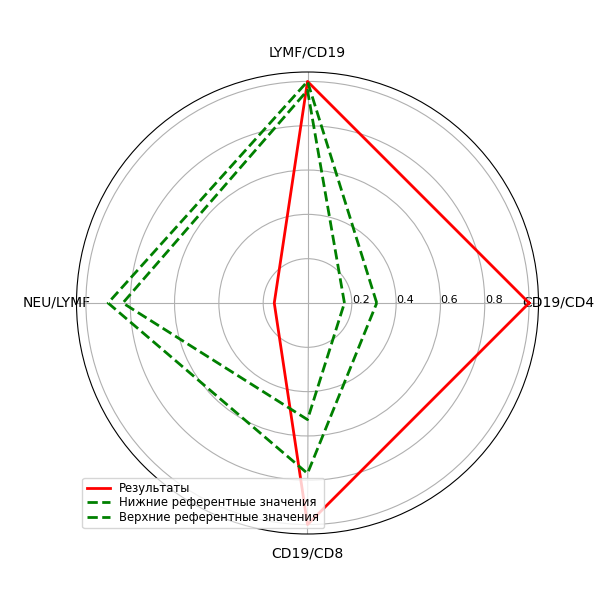 LYMF/CD19
NEU/LYMF
0.2 0.4 0.6 0.8
CD19/CD4
Результаты
Нижние референтные значения
Верхние референтные значения
CD19/CD8